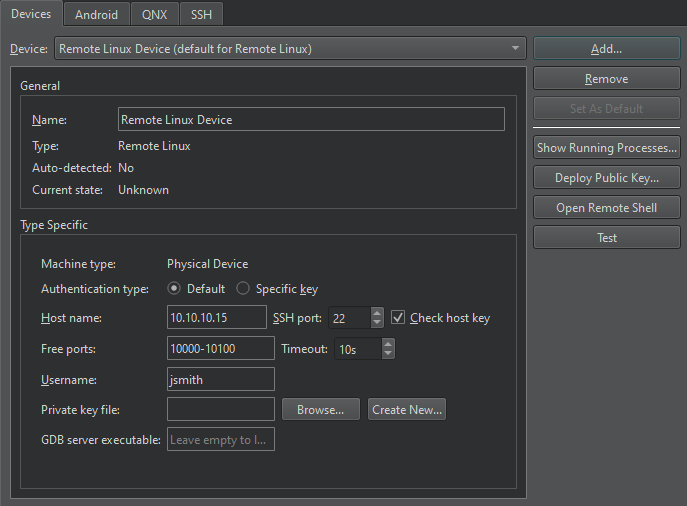 Devices Android QNX SSH
Device: Remote Linux Device (default for Remote Linux) Add...
Remove
Set As Default
Show Running Processes...
Deploy Public Key...
Open Remote Shell
Test
General
Name: Remote Linux Device
Type: Remote Linux
Auto-detected: No
Current state: Unknown
Type Specific
Machine type: Physical Device
Authentication type: Default Specific key
Host name: 10.10.10.15 SSH port: 22 Check host key
Free ports: 10000-10100 Timeout: 10s
Username: jsmith
Private key file: Browse... Create New...
GDB server executable: Leave empty to l...